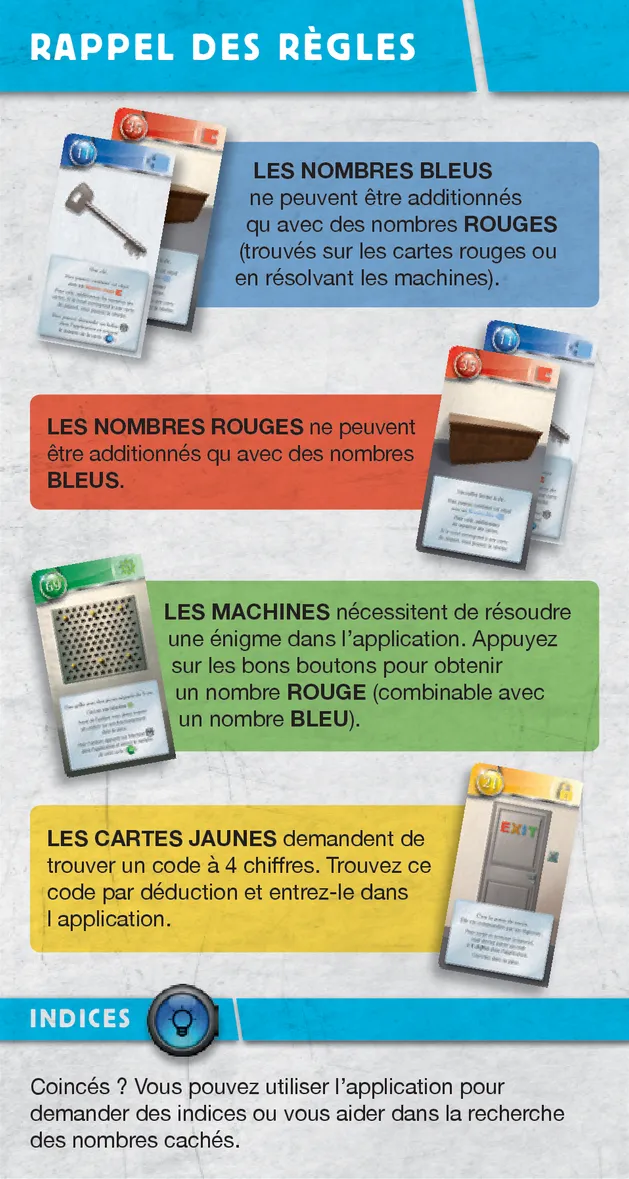 RAPPEL DES RÈGLES
35
11
LES NOMBRES BLEUS
ne peuvent être additionnés
qu avec des nombres ROUGES
(trouvés sur les cartes rouges ou
en résolvant les machines).
11
35
LES NOMBRES ROUGES ne peuvent
être additionnés qu avec des nombres
BLEUS.
69
LES MACHINES nécessitent de résoudre
une énigme dans l’application. Appuyez
sur les bons boutons pour obtenir
un nombre ROUGE (combinable avec
un nombre BLEU).
21
EXIT
LES CARTES JAUNES demandent de
trouver un code à 4 chiffres. Trouvez ce
code par déduction et entrez-le dans
l application.
INDICES
Coincés ? Vous pouvez utiliser l’application pour
demander des indices ou vous aider dans la recherche
des nombres cachés.